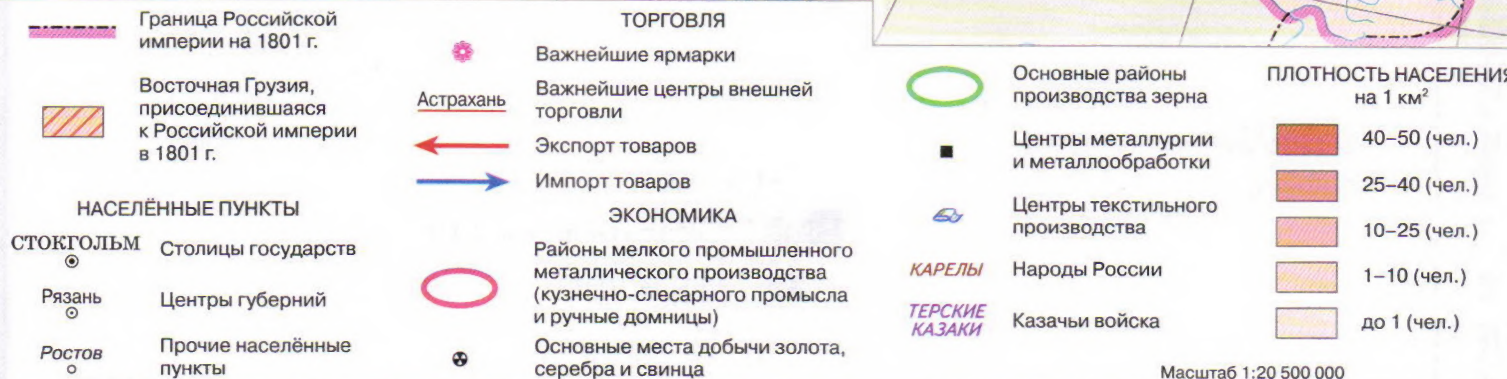 Граница Российской
империи на 1801 г.
Восточная Грузия,
присоединившаяся
к Российской империи
в 1801 г.
НАСЕЛЁННЫЕ ПУНКТЫ
СТОКГОЛЬМ
Столицы государств
Рязань
Центры губерний
Ростов
Прочие населённые
пункты
ТОРГОВЛЯ
Важнейшие ярмарки
Астрахань
Важнейшие центры внешней
торговли
Экспорт товаров
Импорт товаров
ЭКОНОМИКА
Районы мелкого промышленного
металлического производства
(кузнечно-слесарного промысла
и ручные домницы)
Основные места добычи золота,
серебра и свинца
Основные районы
производства зерна
Центры металлургии
и металлообработки
Центры текстильного
производства
КАРЕЛЫ
Народы России
ТЕРСКИЕ
КАЗАКИ
Казачьи войска
ПЛОТНОСТЬ НАСЕЛЕНИЯ
на 1 км²
40–50 (чел.)
25–40 (чел.)
10–25 (чел.)
1–10 (чел.)
до 1 (чел.)
Масштаб 1:20 500 000